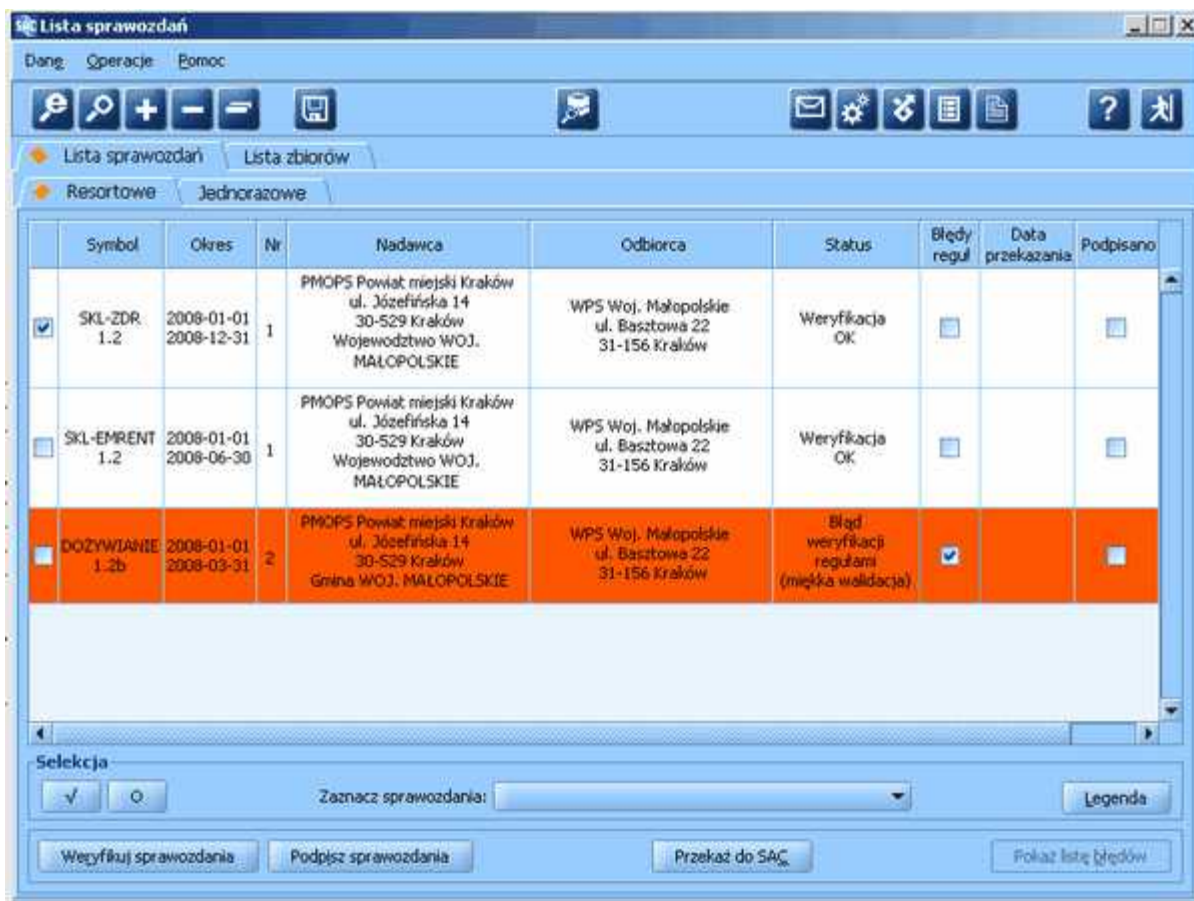 SAC Lista sprawozdań
Dane Operacje Pomoc
Lista sprawozdań Lista zbiorów
Resortowe Jednorazowe
Symbol Okres Nr Nadawca Odbiorca Status Błędy reguł Data przekazania Podpisano
SKL-ZDR
1.2
2008-01-01
2008-12-31
1
PMOPS Powiat miejski Kraków
ul. Józefińska 14
30-529 Kraków
Wojewodztwo WOJ.
MAŁOPOLSKIE
WPS Woj. Małopolskie
ul. Basztowa 22
31-156 Kraków
Weryfikacja
OK
SKL-EMRENT
1.2
2008-01-01
2008-06-30
1
PMOPS Powiat miejski Kraków
ul. Józefińska 14
30-529 Kraków
Wojewodztwo WOJ.
MAŁOPOLSKIE
WPS Woj. Małopolskie
ul. Basztowa 22
31-156 Kraków
Weryfikacja
OK
DOŻYWIANIE
1.2b
2008-01-01
2008-03-31
2
PMOPS Powiat miejski Kraków
ul. Józefińska 14
30-529 Kraków
Gmina WOJ. MAŁOPOLSKIE
WPS Woj. Małopolskie
ul. Basztowa 22
31-156 Kraków
Błąd
weryfikacji
regułami
(miękka walidacja)
Selekcja
√ O Zaznacz sprawozdania: Legenda
Weryfikuj sprawozdania Podpisz sprawozdania Przekaż do SAC Pokaż listę błędów